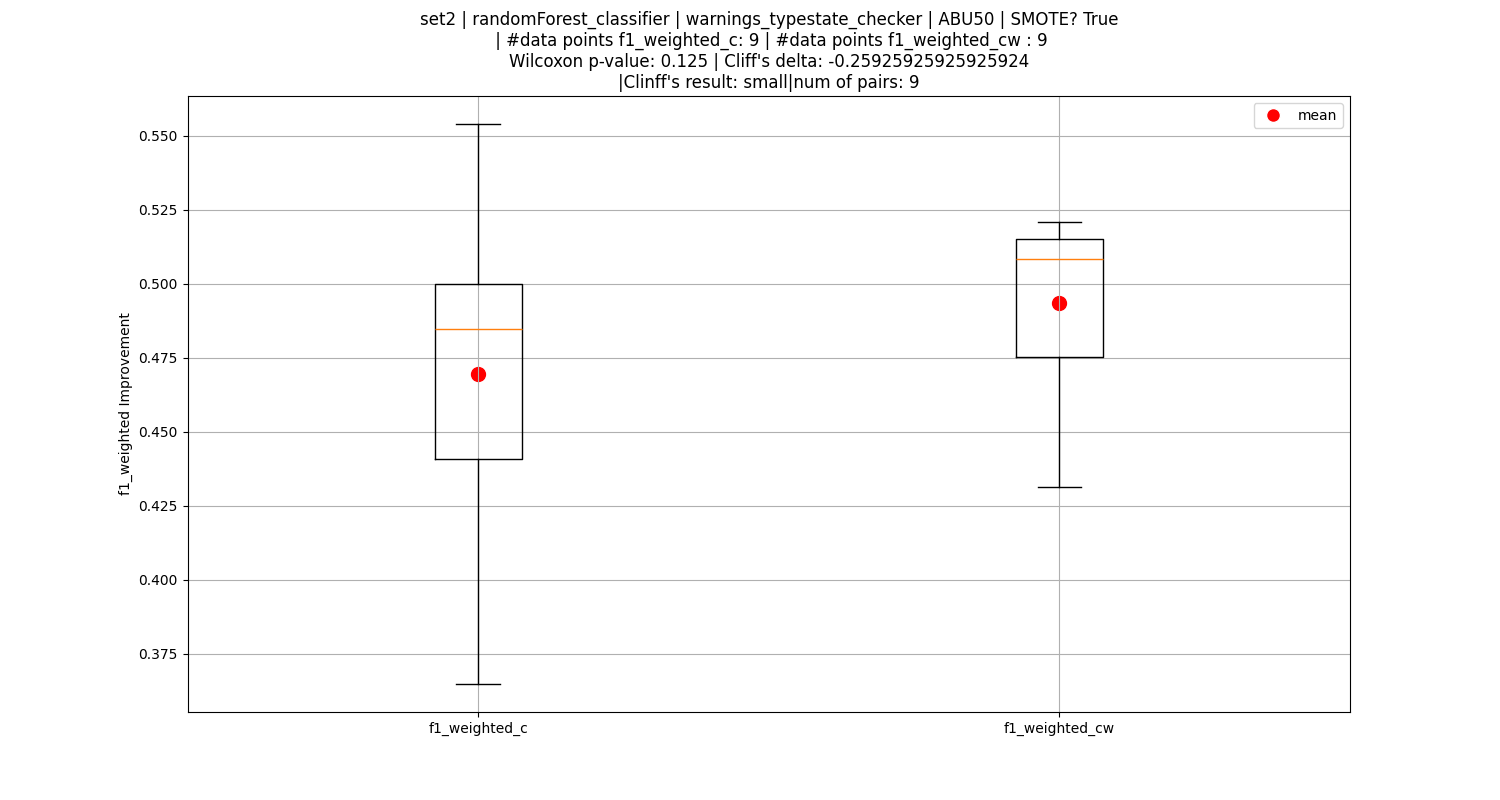 set2 | randomForest_classifier | warnings_typestate_checker | ABU50 | SMOTE? True
| #data points f1_weighted_c: 9 | #data points f1_weighted_cw : 9
Wilcoxon p-value: 0.125 | Cliff's delta: -0.25925925925925924
|Clinff's result: small|num of pairs: 9
mean
0.550
0.525
0.500
0.475
0.450
0.425
0.400
0.375
f1_weighted Improvement
f1_weighted_c
f1_weighted_cw